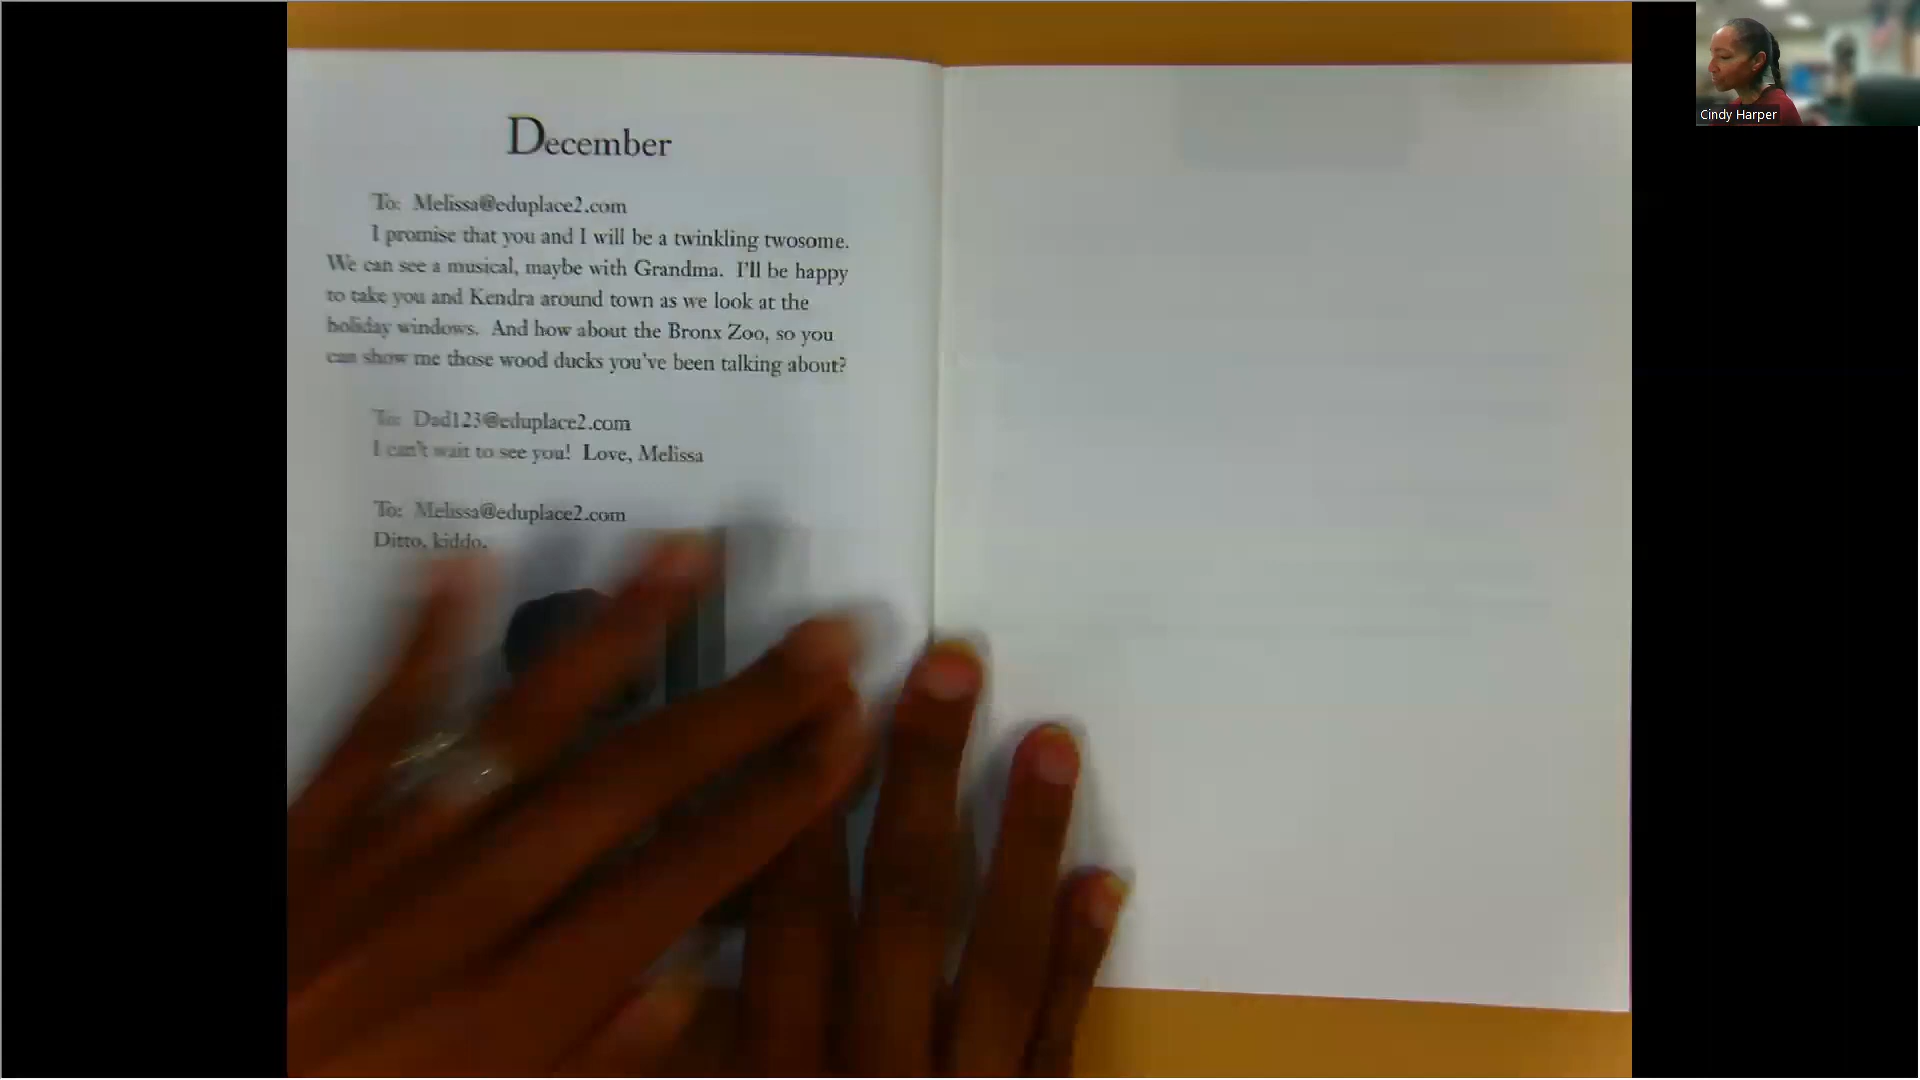 December
To: Melissa@eduplace2.com
I promise that you and I will be a twinkling twosome.
We can see a musical, maybe with Grandma. I'll be happy
to take you and Kendra around town as we look at the
holiday windows. And how about the Bronx Zoo, so you
can show me those wood ducks you've been talking about?
To: Dad123@eduplace2.com
I can't wait to see you! Love, Melissa
To: Melissa@eduplace2.com
Ditto, kiddo.
Cindy Harper